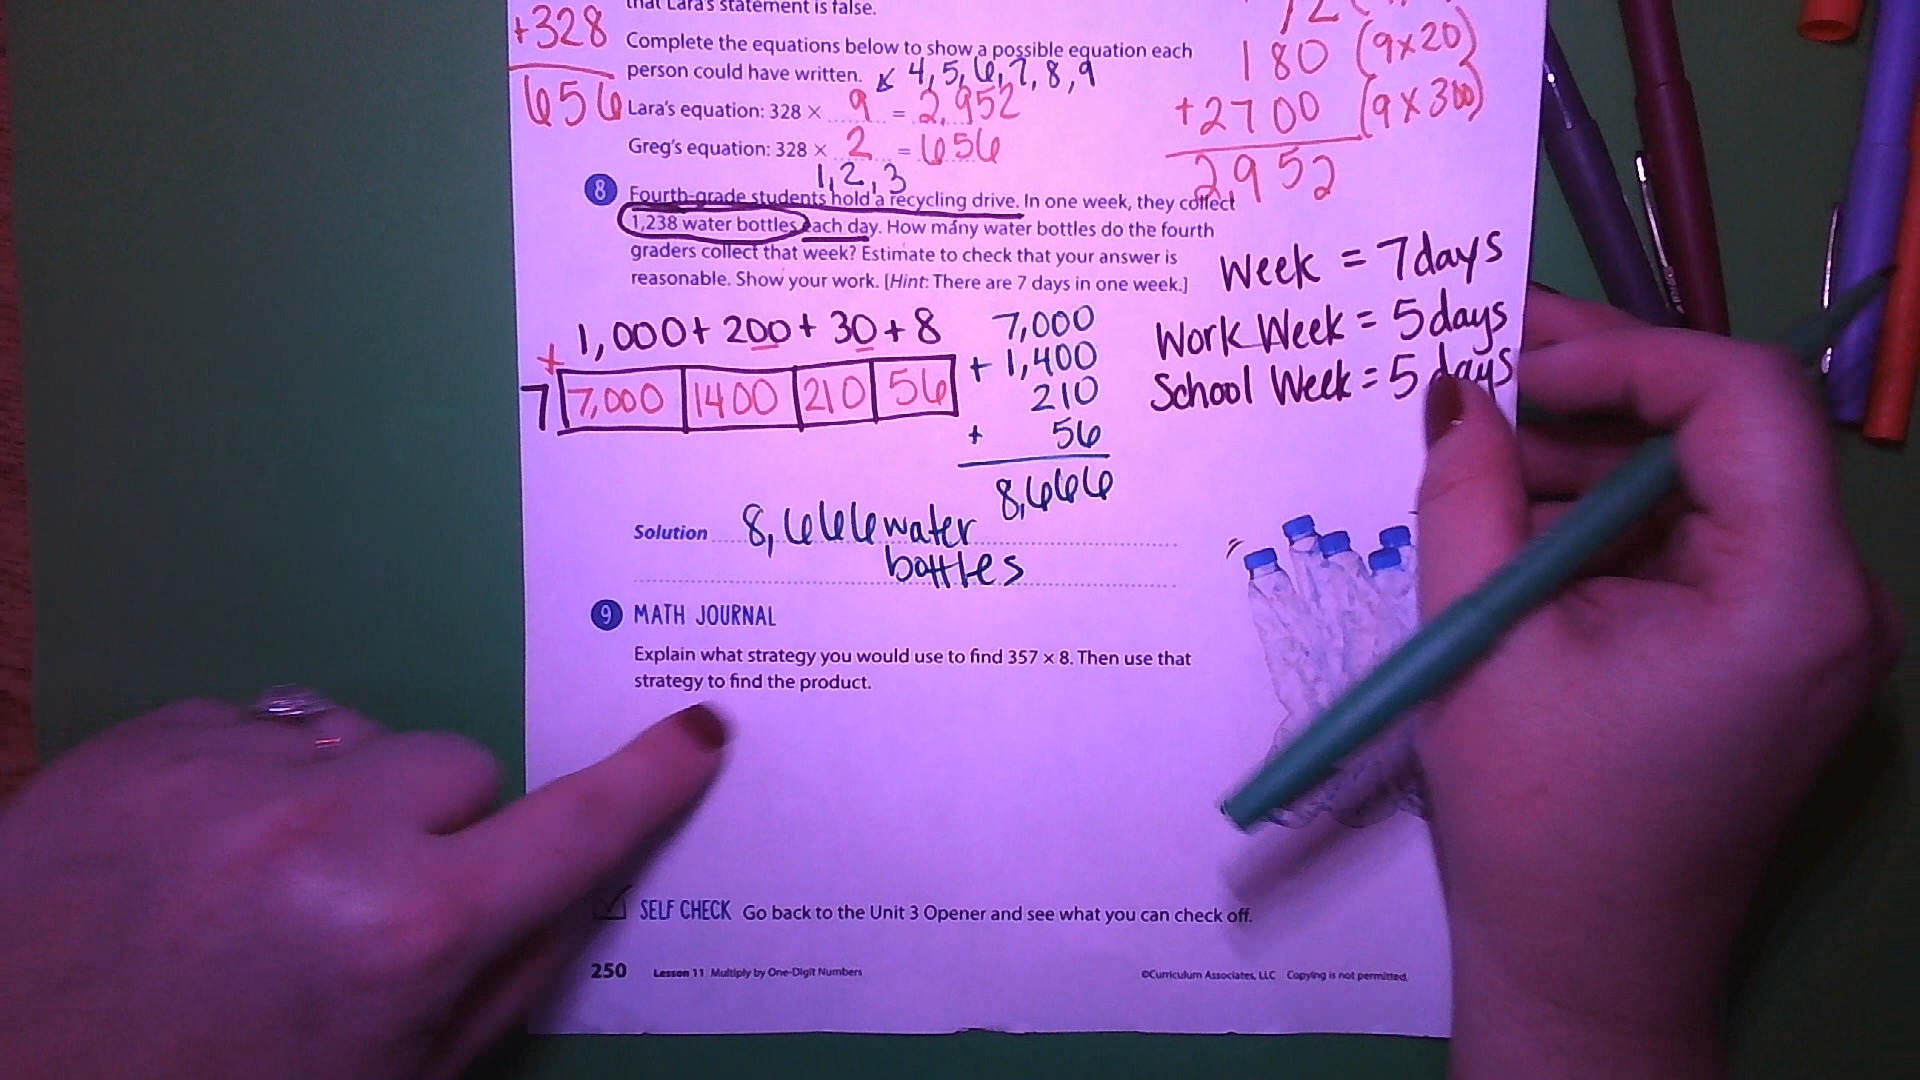 that Lara's statement is false.
+328
656
Complete the equations below to show a possible equation each
person could have written.
4, 5, 6, 7, 8, 9
Lara's equation: 328 × 9 = 2,952
Greg's equation: 328 × 2 = 656
1, 2, 3
180 (9x20)
+2700 (9x300)
2,952
8 Fourth-grade students hold a recycling drive. In one week, they collect
1,238 water bottles each day. How many water bottles do the fourth
graders collect that week? Estimate to check that your answer is
reasonable. Show your work. [Hint: There are 7 days in one week.]
Week = 7days
Work Week = 5days
School Week = 5 days
1,000+ 200+ 30+8
+
7 7,000 1400 210 56
7,000
+ 1,400
210
+ 56
8,666
Solution 8,666 water
bottles
9 MATH JOURNAL
Explain what strategy you would use to find 357 × 8. Then use that
strategy to find the product.
SELF CHECK Go back to the Unit 3 Opener and see what you can check off.
250 Lesson 11 Multiply by One-Digit Numbers
©Curriculum Associates, LLC Copying is not permitted.